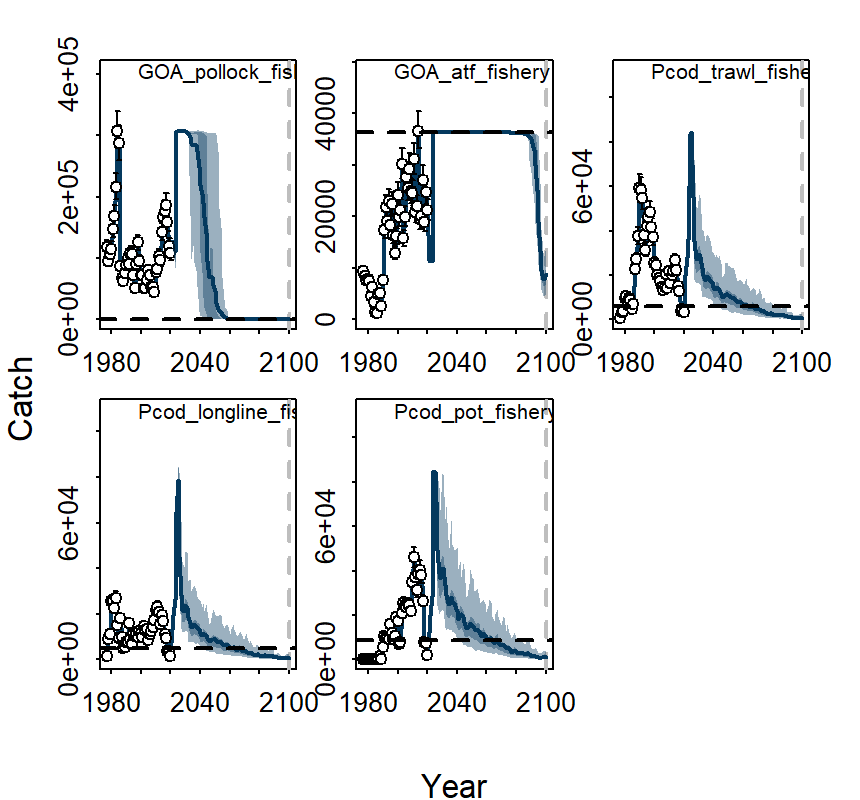 GOA_pollock_fisl
GOA_atf_fishery
Pcod_trawl_fishe
4e+05
2e+05
0e+00
40000
20000
0
6e+04
0e+00
1980 2040 2100
1980 2040 2100
1980 2040 2100
Catch
Pcod_longline_fis
Pcod_pot_fishery
6e+04
0e+00
6e+04
0e+00
1980 2040 2100
1980 2040 2100
Year